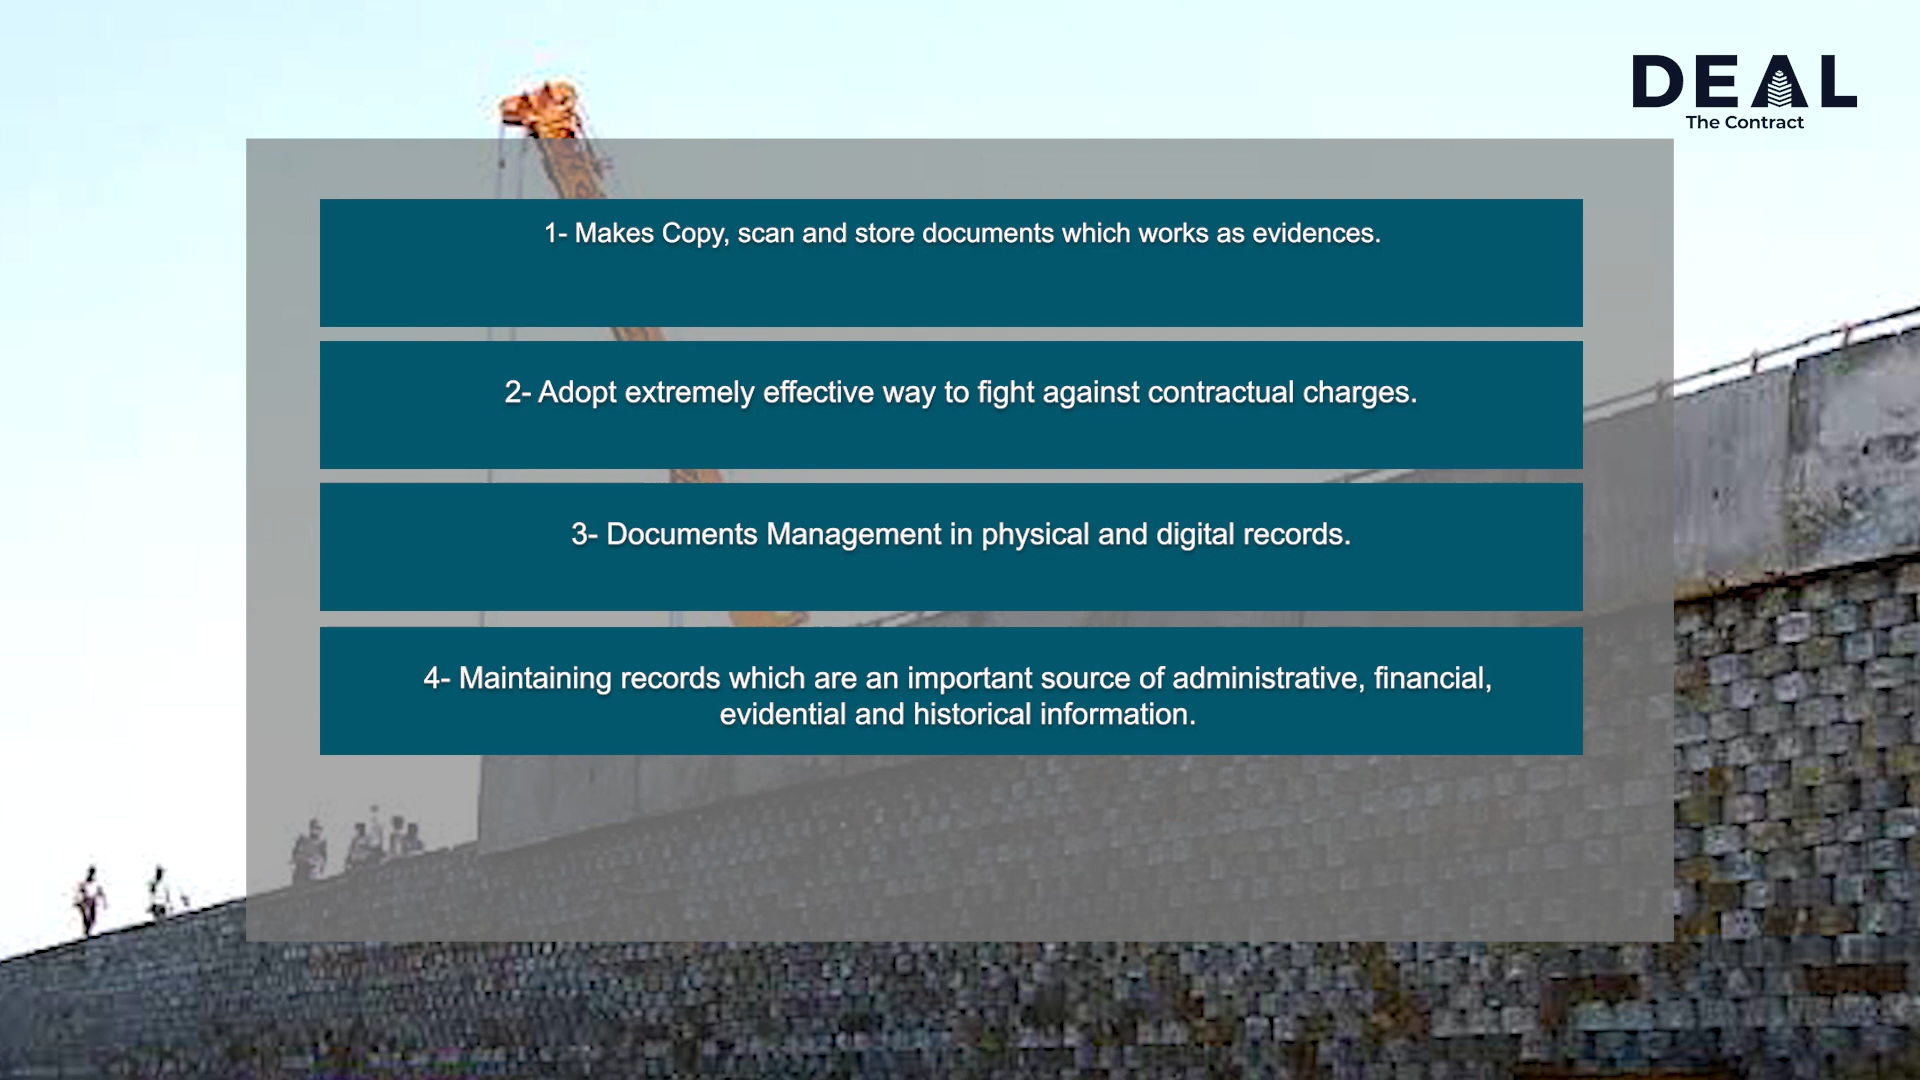 DEAL
The Contract
1- Makes Copy, scan and store documents which works as evidences.
2- Adopt extremely effective way to fight against contractual charges.
3- Documents Management in physical and digital records.
4- Maintaining records which are an important source of administrative, financial,
evidential and historical information.